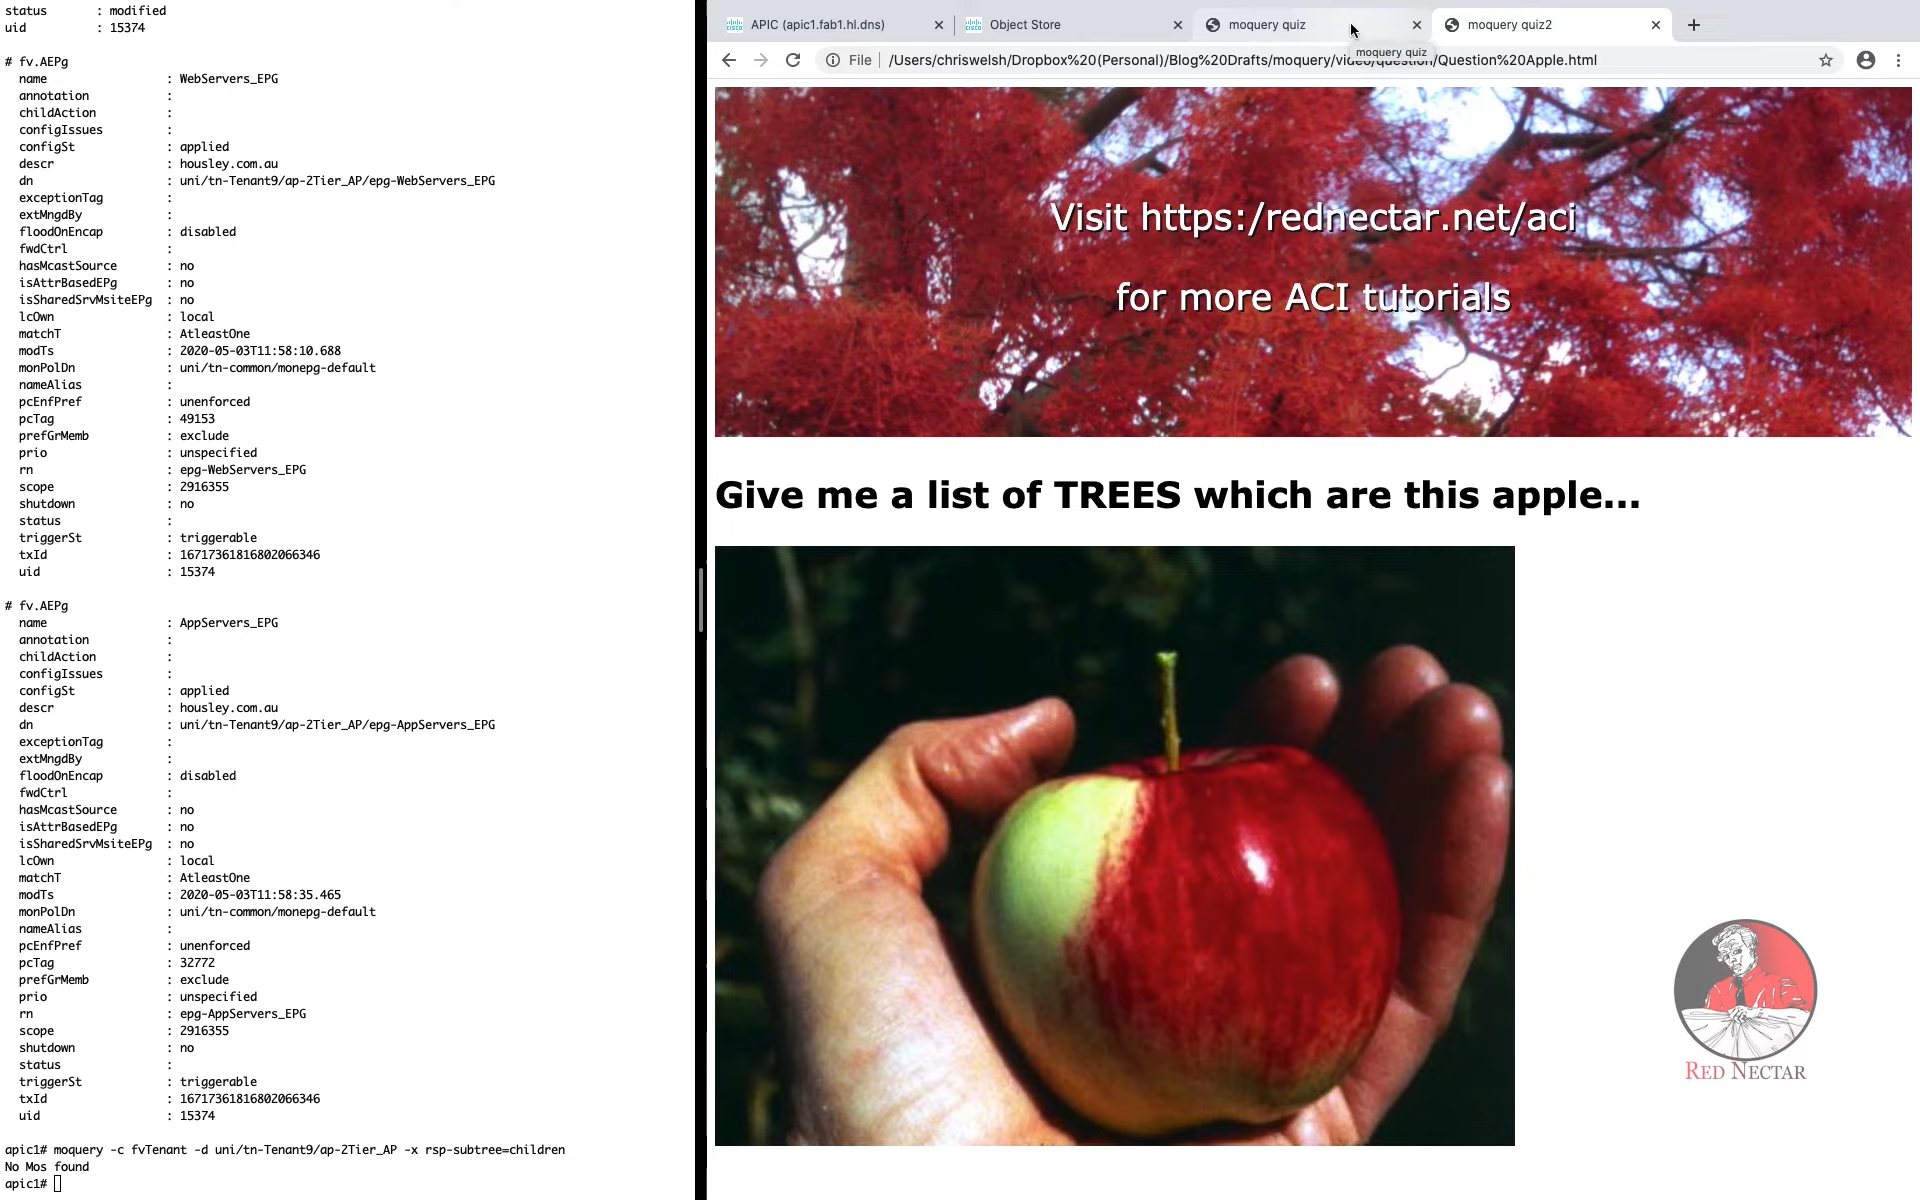 status       : modified
uid          : 15374
# fv.AEPg
name                 : WebServers_EPG
annotation           :
childAction          :
configIssues         :
configSt             : applied
descr                : housley.com.au
dn                   : uni/tn-Tenant9/ap-2Tier_AP/epg-WebServers_EPG
exceptionTag         :
extMngdBy            :
floodOnEncap         : disabled
fwdCtrl              :
hasMcastSource       : no
isAttrBasedEPg       : no
isSharedSrvMsiteEPg  : no
lcOwn                : local
matchT               : AtleastOne
modTs                : 2020-05-03T11:58:10.688
monPolDn             : uni/tn-common/monepg-default
nameAlias            :
pcEnfPref            : unenforced
pcTag                : 49153
prefGrMemb           : exclude
prio                 : unspecified
rn                   : epg-WebServers_EPG
scope                : 2916355
shutdown             : no
status               :
triggerSt            : triggerable
txId                 : 16717361816802066346
uid                  : 15374
# fv.AEPg
name                 : AppServers_EPG
annotation           :
childAction          :
configIssues         :
configSt             : applied
descr                : housley.com.au
dn                   : uni/tn-Tenant9/ap-2Tier_AP/epg-AppServers_EPG
exceptionTag         :
extMngdBy            :
floodOnEncap         : disabled
fwdCtrl              :
hasMcastSource       : no
isAttrBasedEPg       : no
isSharedSrvMsiteEPg  : no
lcOwn                : local
matchT               : AtleastOne
modTs                : 2020-05-03T11:58:35.465
monPolDn             : uni/tn-common/monepg-default
nameAlias            :
pcEnfPref            : unenforced
pcTag                : 32772
prefGrMemb           : exclude
prio                 : unspecified
rn                   : epg-AppServers_EPG
scope                : 2916355
shutdown             : no
status               :
triggerSt            : triggerable
txId                 : 16717361816802066346
uid                  : 15374
apic1# moquery -c fvTenant -d uni/tn-Tenant9/ap-2Tier_AP -x rsp-subtree=children
No Mos found
apic1#
APIC (apic1.fab1.hl.dns)
Object Store
moquery quiz
moquery quiz2
moquery quiz
File | /Users/chriswelsh/Dropbox%20(Personal)/Blog%20Drafts/moquery/video/question/Question%20Apple.html
Visit https:/rednectar.net/aci
for more ACI tutorials
Give me a list of TREES which are this apple...
RED NECTAR